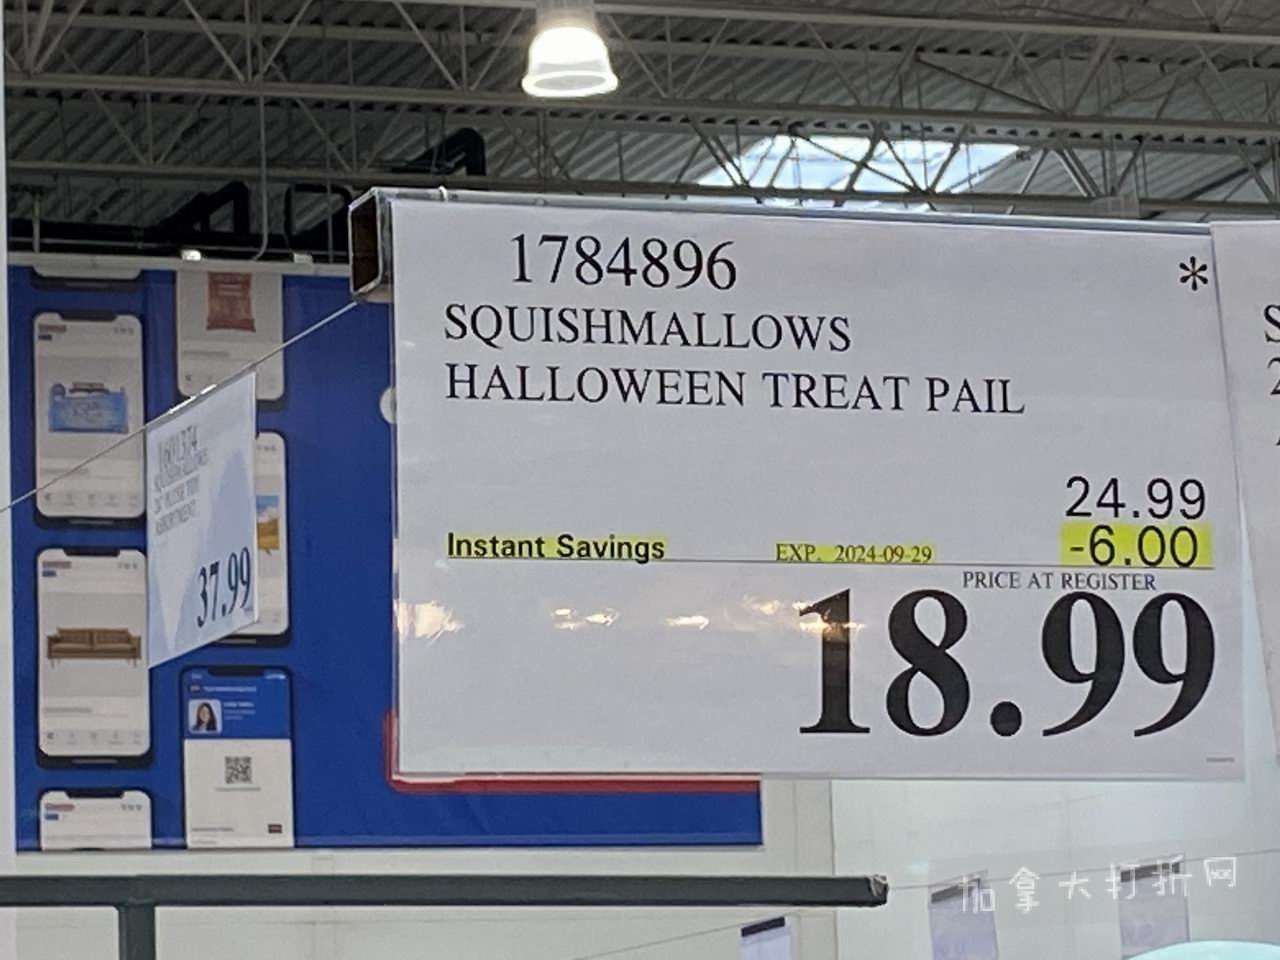 1784896
*
SQUISHMALLOWS
HALLOWEEN TREAT PAIL
24.99
Instant Savings EXP. 2024-09-29 -6.00
PRICE AT REGISTER
18.99
37.99
加拿大打折网